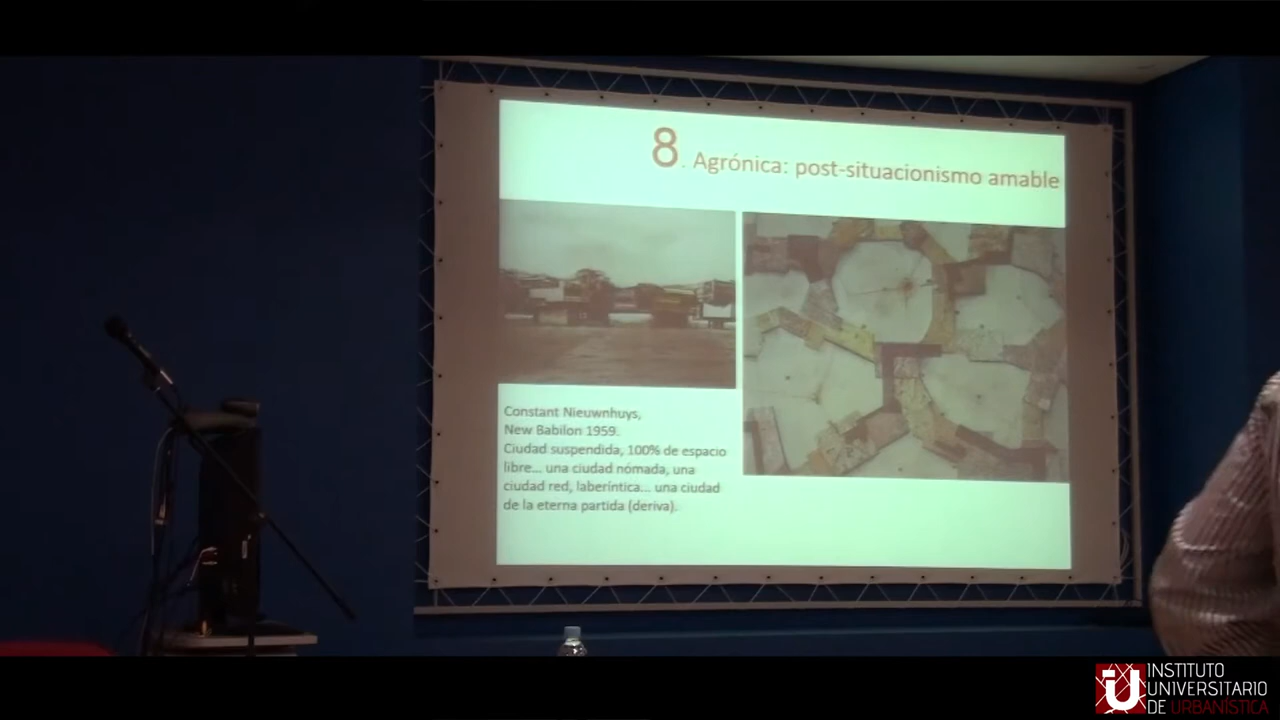 8. Agrónica: post-situacionismo amable
Constant Nieuwnhuys,
New Babilon 1959.
Ciudad suspendida, 100% de espacio
libre... una ciudad nómada, una
ciudad red, laberíntica... una ciudad
de la eterna partida (deriva).
iU INSTITUTO
UNIVERSITARIO
DE URBANÍSTICA